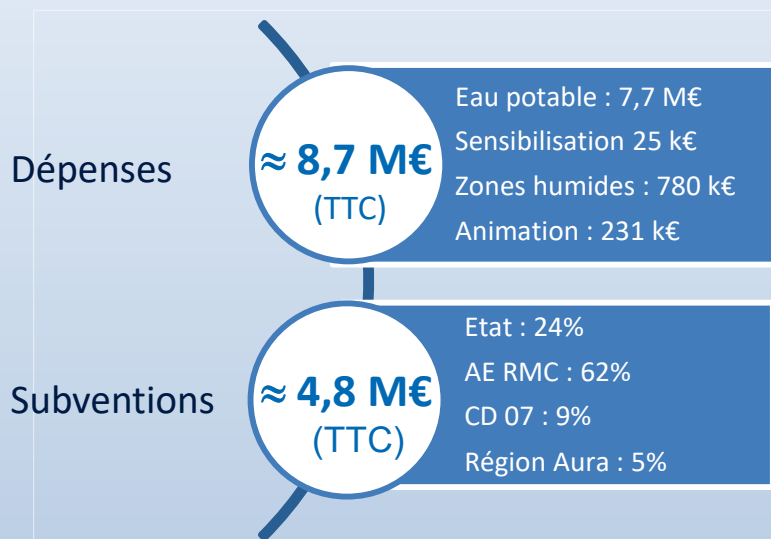 Dépenses
≈ 8,7 M€
(TTC)
Eau potable : 7,7 M€
Sensibilisation 25 k€
Zones humides : 780 k€
Animation : 231 k€
Subventions
≈ 4,8 M€
(TTC)
Etat : 24%
AE RMC : 62%
CD 07 : 9%
Région Aura : 5%